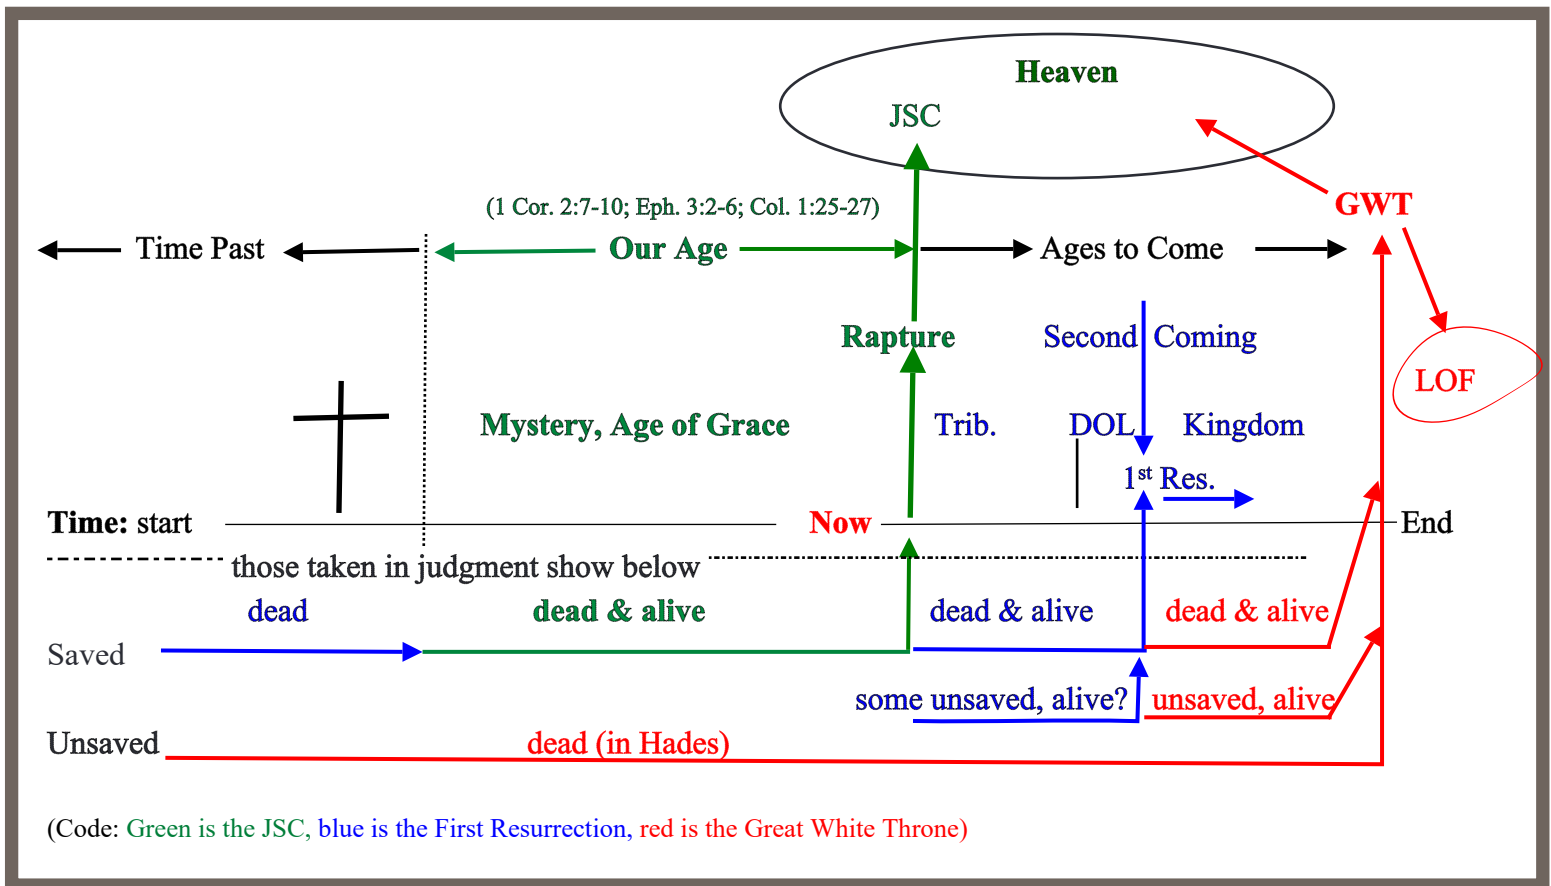 Heaven
JSC
(1 Cor. 2:7-10; Eph. 3:2-6; Col. 1:25-27)
GWT
Time Past
Our Age
Ages to Come
Rapture
Second Coming
LOF
Mystery, Age of Grace
Trib.
DOL
Kingdom
1st Res.
Time: start
Now
End
those taken in judgment show below
dead
dead & alive
dead & alive
dead & alive
Saved
some unsaved, alive?
unsaved, alive
Unsaved
dead (in Hades)
(Code: Green is the JSC, blue is the First Resurrection, red is the Great White Throne)